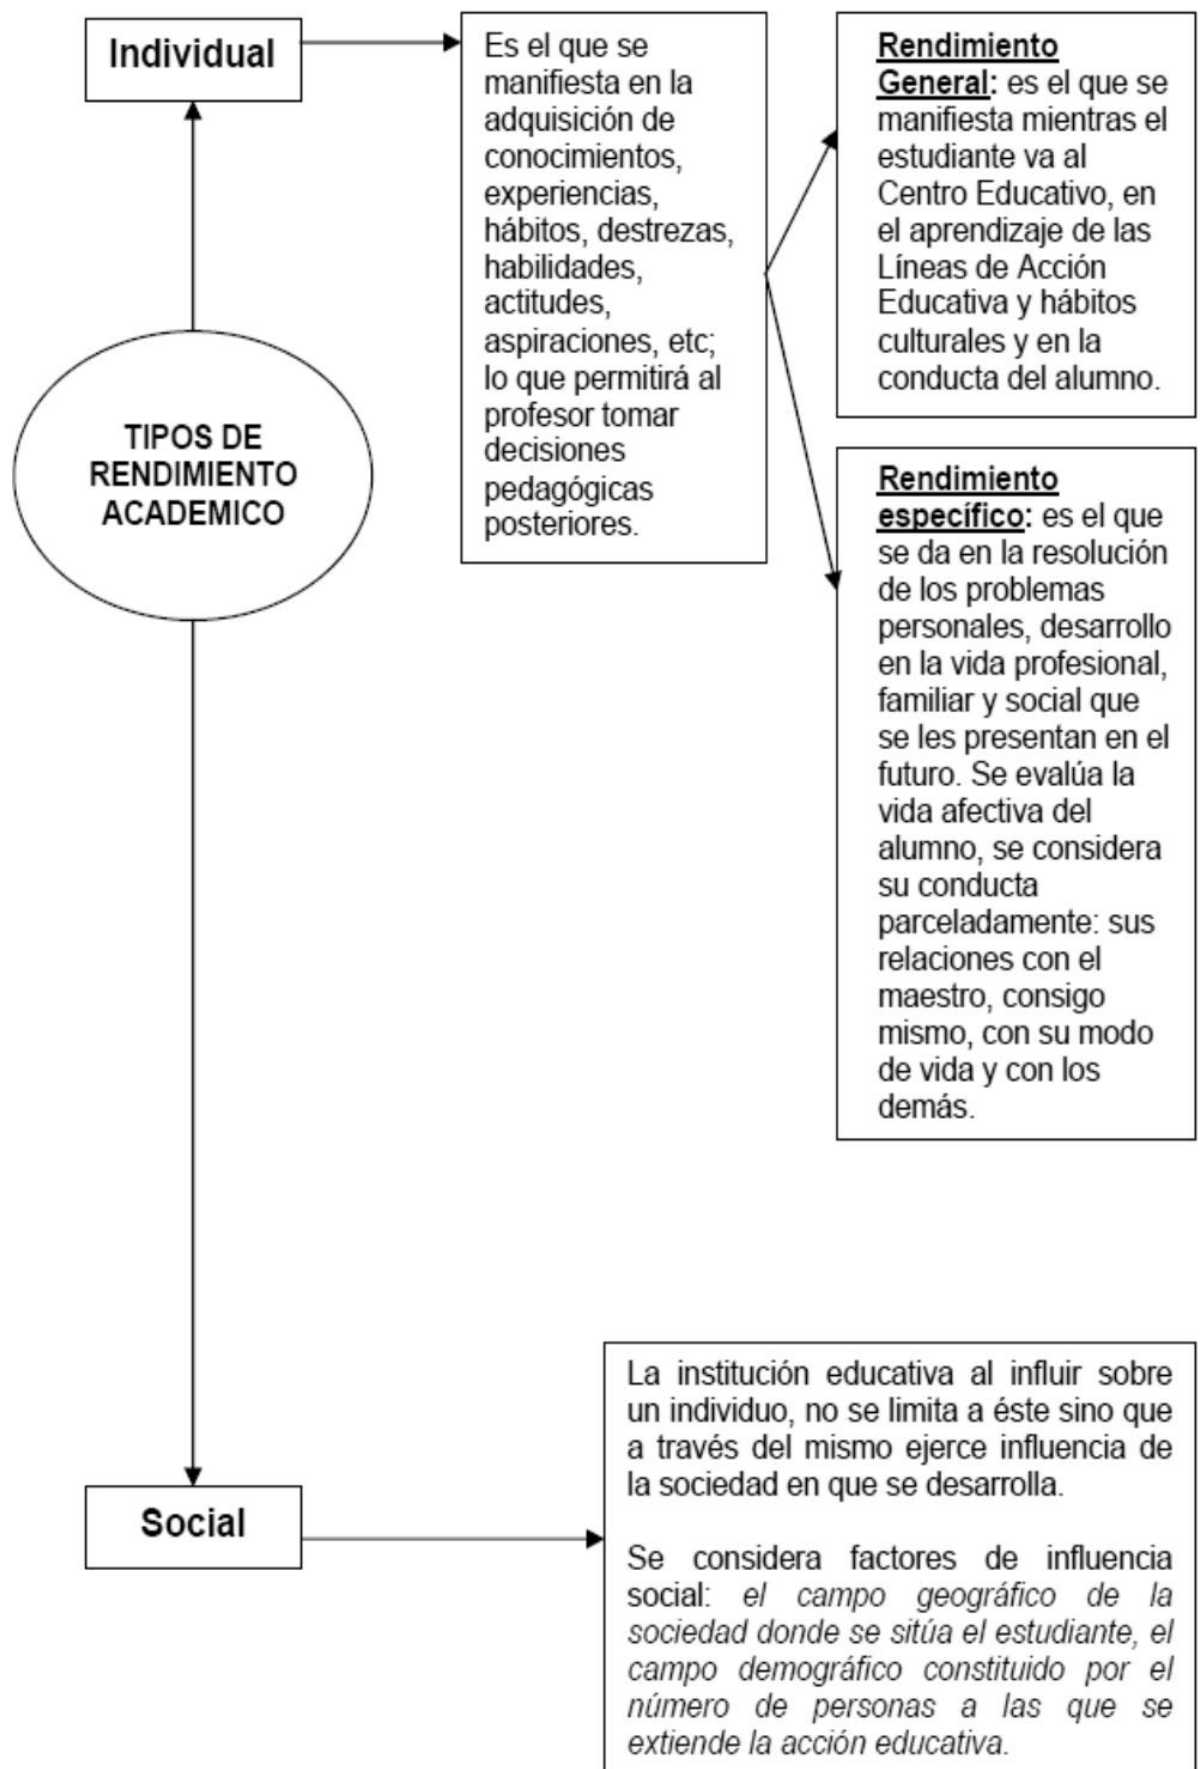 Individual
Es el que se
manifiesta en la
adquisición de
conocimientos,
experiencias,
hábitos, destrezas,
habilidades,
actitudes,
aspiraciones, etc;
lo que permitirá al
profesor tomar
decisiones
pedagógicas
posteriores.
Rendimiento
General: es el que se
manifiesta mientras el
estudiante va al
Centro Educativo, en
el aprendizaje de las
Líneas de Acción
Educativa y hábitos
culturales y en la
conducta del alumno.
TIPOS DE
RENDIMIENTO
ACADEMICO
Rendimiento
específico: es el que
se da en la resolución
de los problemas
personales, desarrollo
en la vida profesional,
familiar y social que
se les presentan en el
futuro. Se evalúa la
vida afectiva del
alumno, se considera
su conducta
parceladamente: sus
relaciones con el
maestro, consigo
mismo, con su modo
de vida y con los
demás.
Social
La institución educativa al influir sobre
un individuo, no se limita a éste sino que
a través del mismo ejerce influencia de
la sociedad en que se desarrolla.
Se considera factores de influencia
social: el campo geográfico de la
sociedad donde se sitúa el estudiante, el
campo demográfico constituido por el
número de personas a las que se
extiende la acción educativa.